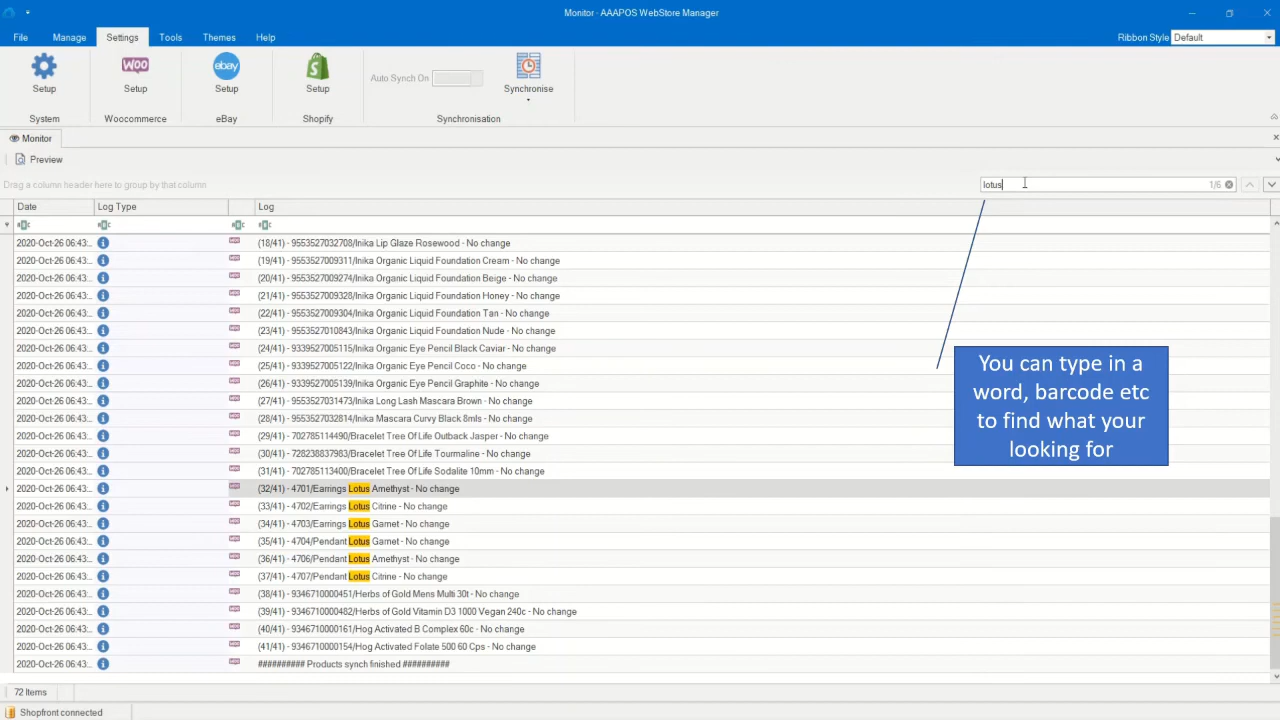 Monitor - AAAPOS WebStore Manager
File Manage Settings Tools Themes Help Ribbon Style Default
WOO ebay
Setup Setup Setup Setup Auto Synch On Synchronise
System Woocommerce eBay Shopify Synchronisation
Monitor
Preview
Drag a column header here to group by that column lotus 1/6
Date Log Type Log
2020-Oct-26 06:43:... (18/41) - 9553527032708/Inika Lip Glaze Rosewood - No change
2020-Oct-26 06:43:... (19/41) - 9553527009311/Inika Organic Liquid Foundation Cream - No change
2020-Oct-26 06:43:... (20/41) - 9553527009274/Inika Organic Liquid Foundation Beige - No change
2020-Oct-26 06:43:... (21/41) - 9553527009328/Inika Organic Liquid Foundation Honey - No change
2020-Oct-26 06:43:... (22/41) - 9553527009304/Inika Organic Liquid Foundation Tan - No change
2020-Oct-26 06:43:... (23/41) - 9553527010843/Inika Organic Liquid Foundation Nude - No change
2020-Oct-26 06:43:... (24/41) - 9339527005115/Inika Organic Eye Pencil Black Caviar - No change
2020-Oct-26 06:43:... (25/41) - 9339527005122/Inika Organic Eye Pencil Coco - No change
2020-Oct-26 06:43:... (26/41) - 9339527005139/Inika Organic Eye Pencil Graphite - No change
2020-Oct-26 06:43:... (27/41) - 9553527031473/Inika Long Lash Mascara Brown - No change
2020-Oct-26 06:43:... (28/41) - 9553527032814/Inika Mascara Curvy Black 8mls - No change
2020-Oct-26 06:43:... (29/41) - 702785114490/Bracelet Tree Of Life Outback Jasper - No change
2020-Oct-26 06:43:... (30/41) - 728238837983/Bracelet Tree Of Life Tourmaline - No change
2020-Oct-26 06:43:... (31/41) - 702785113400/Bracelet Tree Of Life Sodalite 10mm - No change
2020-Oct-26 06:43:... (32/41) - 4701/Earrings Lotus Amethyst - No change
2020-Oct-26 06:43:... (33/41) - 4702/Earrings Lotus Citrine - No change
2020-Oct-26 06:43:... (34/41) - 4703/Earrings Lotus Garnet - No change
2020-Oct-26 06:43:... (35/41) - 4704/Pendant Lotus Garnet - No change
2020-Oct-26 06:43:... (36/41) - 4706/Pendant Lotus Amethyst - No change
2020-Oct-26 06:43:... (37/41) - 4707/Pendant Lotus Citrine - No change
2020-Oct-26 06:43:... (38/41) - 9346710000451/Herbs of Gold Mens Multi 30t - No change
2020-Oct-26 06:43:... (39/41) - 9346710000482/Herbs of Gold Vitamin D3 1000 Vegan 240c - No change
2020-Oct-26 06:43:... (40/41) - 9346710000161/Hog Activated B Complex 60c - No change
2020-Oct-26 06:43:... (41/41) - 9346710000154/Hog Activated Folate 500 60 Cps - No change
2020-Oct-26 06:43:... ########## Products synch finished ##########
You can type in a
word, barcode etc
to find what your
looking for
72 Items
Shopfront connected